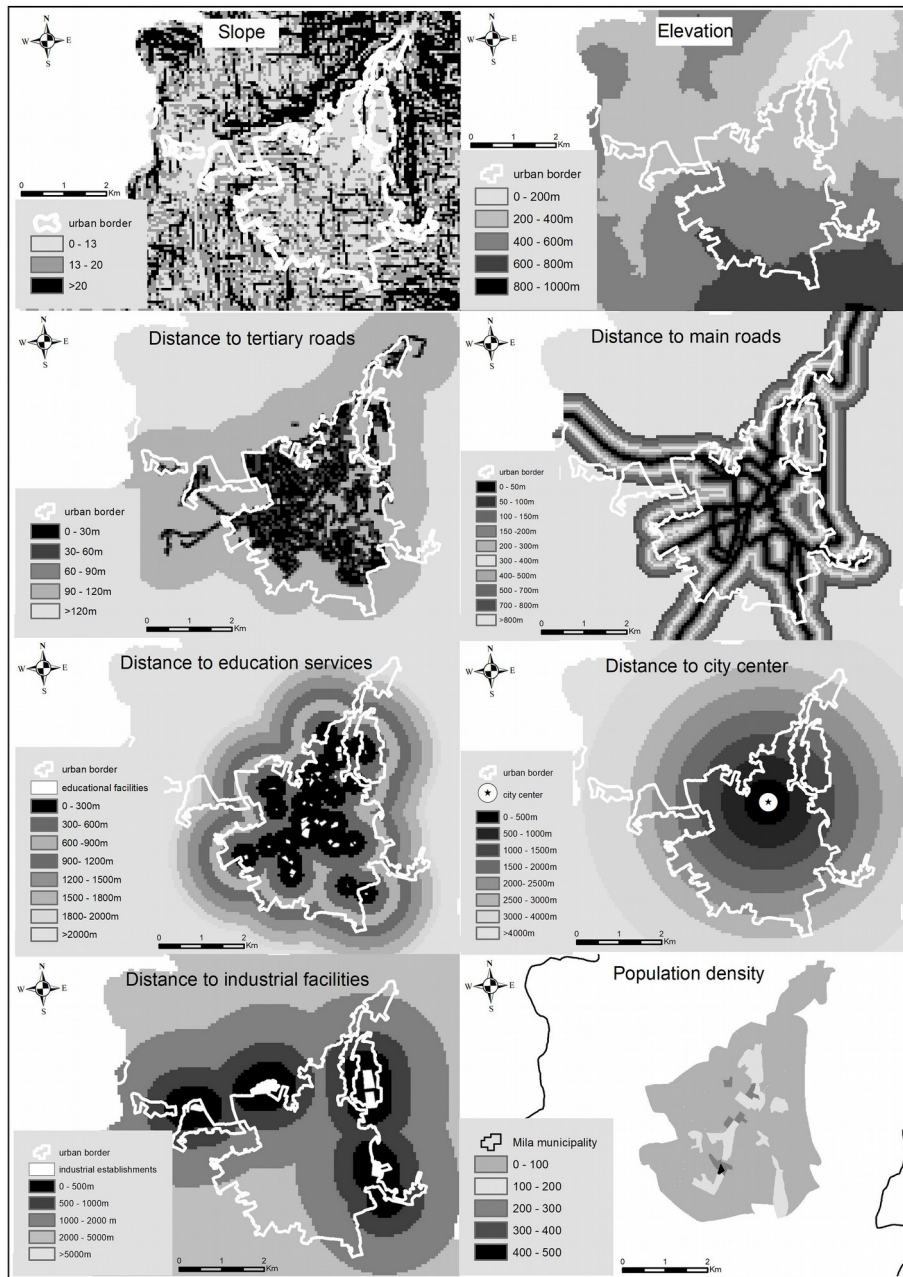 Slope
N
W E
S
0 1 2
Km
urban border
0 - 13
13 - 20
>20
Elevation
N
W E
S
0 1 2
Km
urban border
0 - 200m
200 - 400m
400 - 600m
600 - 800m
800 - 1000m
Distance to tertiary roads
N
W E
S
urban border
0 - 30m
30- 60m
60 - 90m
90 - 120m
>120m
0 1 2
Km
Distance to main roads
N
W E
S
urban border
0 - 50m
50 - 100m
100 - 150m
150 -200m
200 - 300m
300 - 400m
400- 500m
500 - 700m
700 - 800m
>800m
0 1 2
Km
Distance to education services
N
W E
S
urban border
educational facilities
0 - 300m
300- 600m
600 -900m
900- 1200m
1200 - 1500m
1500 - 1800m
1800- 2000m
>2000m
0 1 2
Km
Distance to city center
N
W E
S
urban border
city center
0 - 500m
500 - 1000m
1000 - 1500m
1500 - 2000m
2000- 2500m
2500 - 3000m
3000 - 4000m
>4000m
0 1 2
Km
Distance to industrial facilities
N
W E
S
urban border
industrial establishments
0 - 500m
500 - 1000m
1000 - 2000 m
2000 - 5000m
>5000m
0 1 2
Km
Population density
N
W E
S
Mila municipality
0 - 100
100 - 200
200 - 300
300 - 400
400 - 500
0 1 2
Km